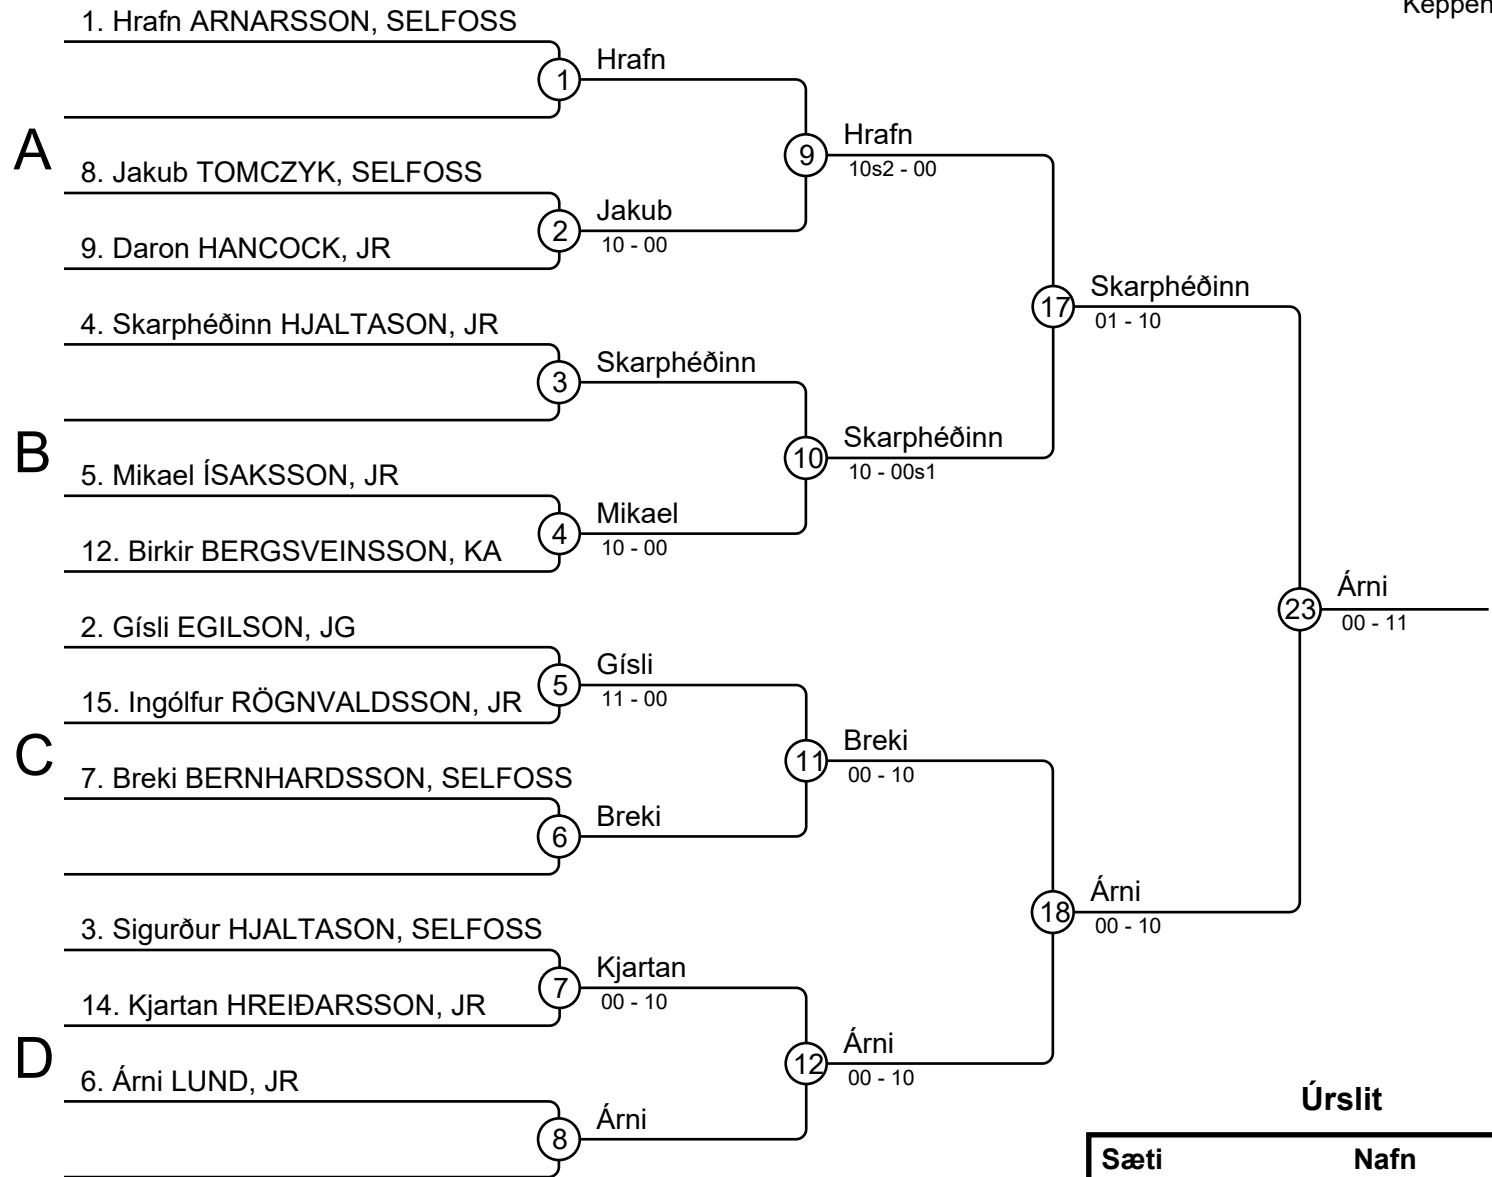 Keppen
1. Hrafn ARNARSSON, SELFOSS
1
Hrafn
A
9
Hrafn
10s2 - 00
8. Jakub TOMCZYK, SELFOSS
2
Jakub
10 - 00
9. Daron HANCOCK, JR
17
Skarphéðinn
01 - 10
4. Skarphéðinn HJALTASON, JR
3
Skarphéðinn
B
10
Skarphéðinn
10 - 00s1
5. Mikael ÍSAKSSON, JR
4
Mikael
10 - 00
12. Birkir BERGSVEINSSON, KA
23
Árni
00 - 11
2. Gísli EGILSON, JG
5
Gísli
11 - 00
15. Ingólfur RÖGNVALDSSON, JR
C
11
Breki
00 - 10
7. Breki BERNHARDSSON, SELFOSS
6
Breki
18
Árni
00 - 10
3. Sigurður HJALTASON, SELFOSS
7
Kjartan
00 - 10
14. Kjartan HREIÐARSSON, JR
D
12
Árni
00 - 10
6. Árni LUND, JR
8
Árni
Úrslit
Sæti Nafn